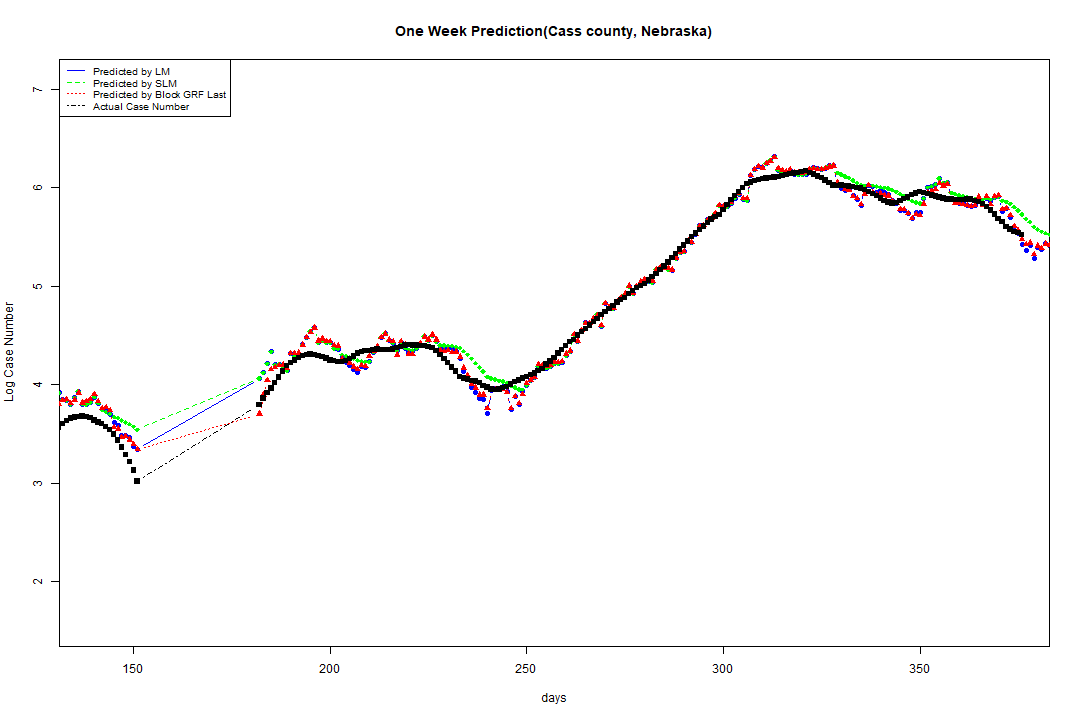 One Week Prediction(Cass county, Nebraska)
Predicted by LM
Predicted by SLM
Predicted by Block GRF Last
Actual Case Number
7
6
5
4
3
2
Log Case Number
150 200 250 300 350
days